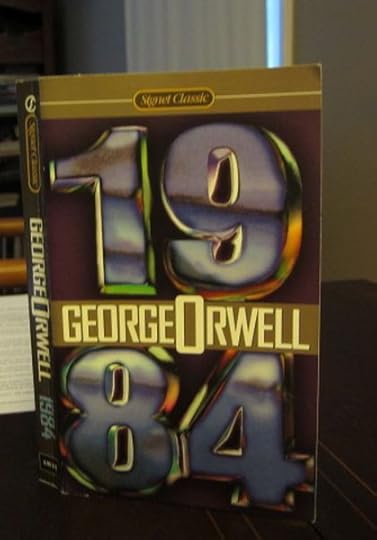 Signet Classic
19
GEORGE ORWELL
84
Signet Classic
GEORGE ORWELL 1984